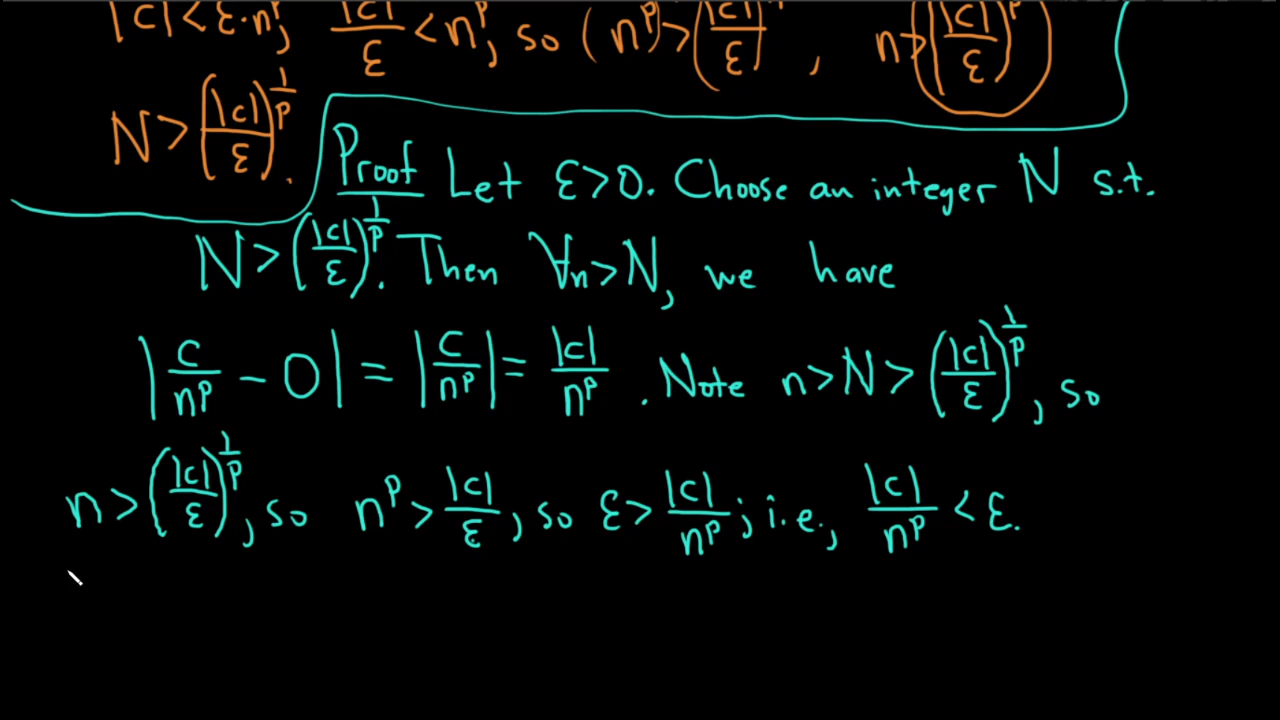 |c| < ε·n^p, |c|/ε < n^p, so (n^p) > (|c|/ε), n > (|c|/ε)^p
N > (|c|/ε)^(1/p).
Proof Let ε>0. Choose an integer N s.t.
N > (|c|/ε)^(1/p). Then ∀n>N, we have
|c/n^p - 0| = |c/n^p| = |c|/n^p. Note n>N>(|c|/ε)^(1/p), so
n > (|c|/ε)^(1/p), so n^p > |c|/ε, so ε > |c|/n^p; i.e., |c|/n^p < ε.